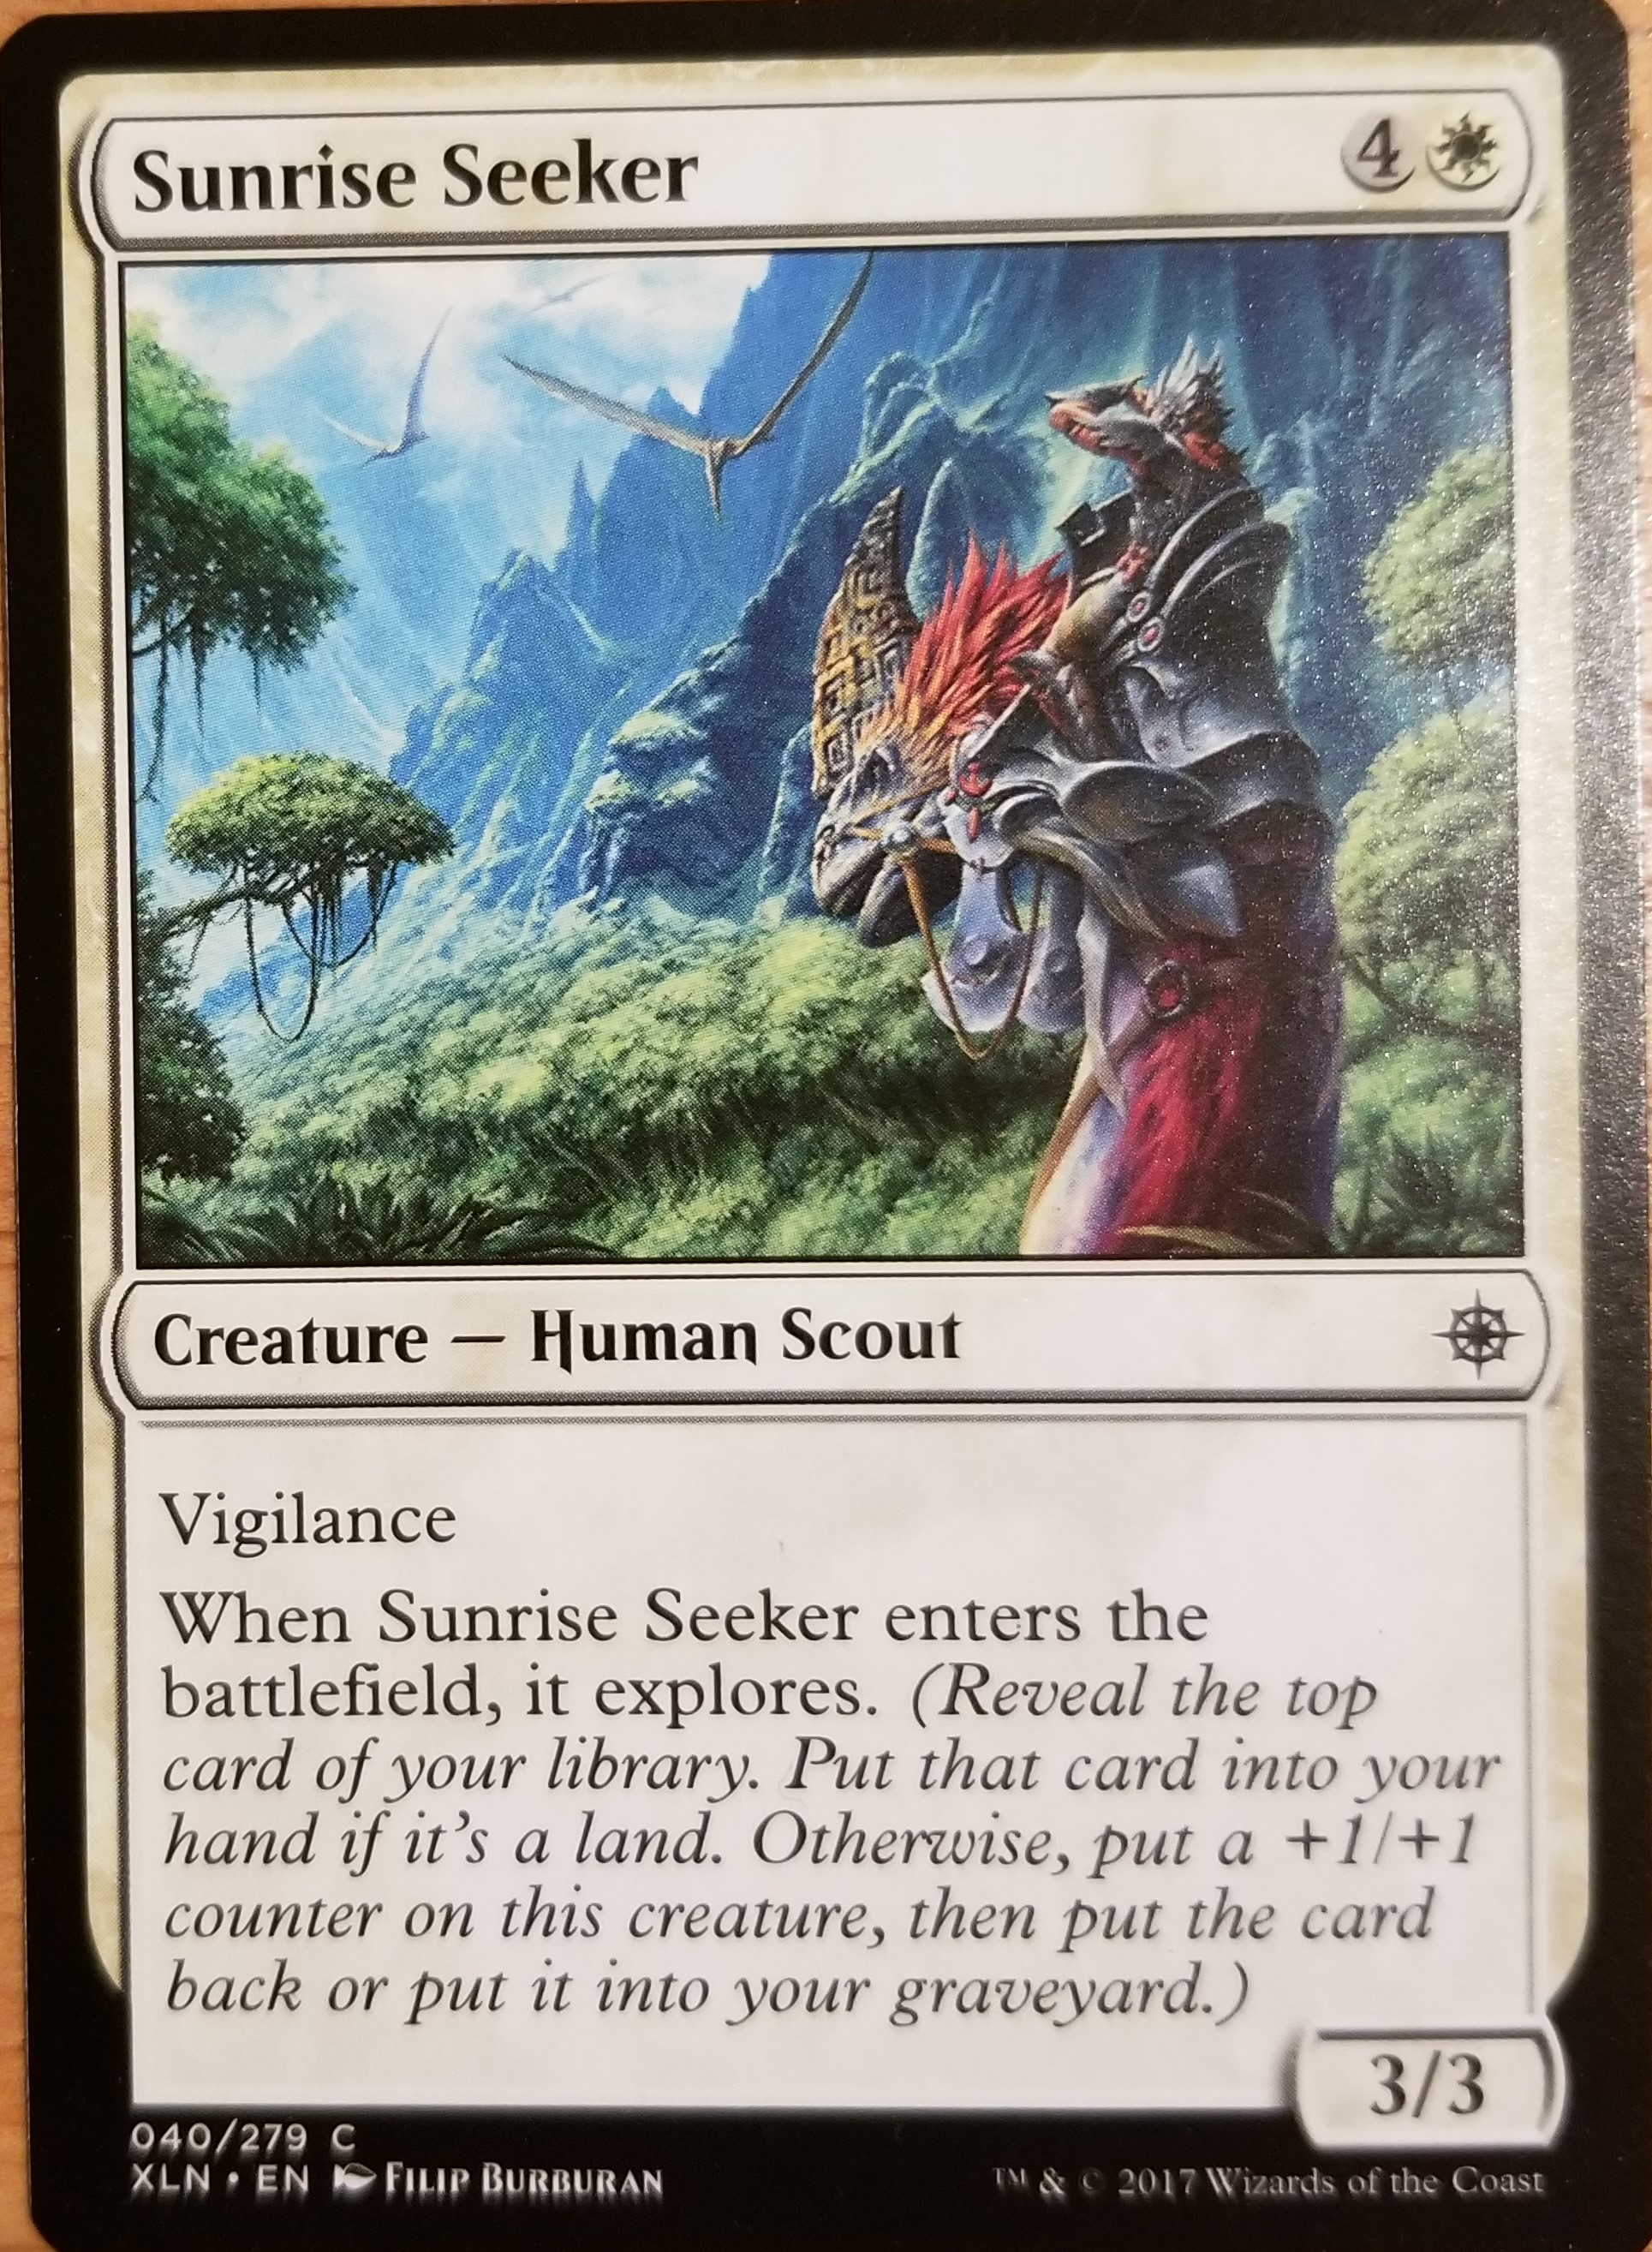 Sunrise Seeker 4
Creature — Human Scout
Vigilance
When Sunrise Seeker enters the
battlefield, it explores. (Reveal the top
card of your library. Put that card into your
hand if it's a land. Otherwise, put a +1/+1
counter on this creature, then put the card
back or put it into your graveyard.)
3/3
040/279 C
XLN • EN Filip Burburan
™ & © 2017 Wizards of the Coast